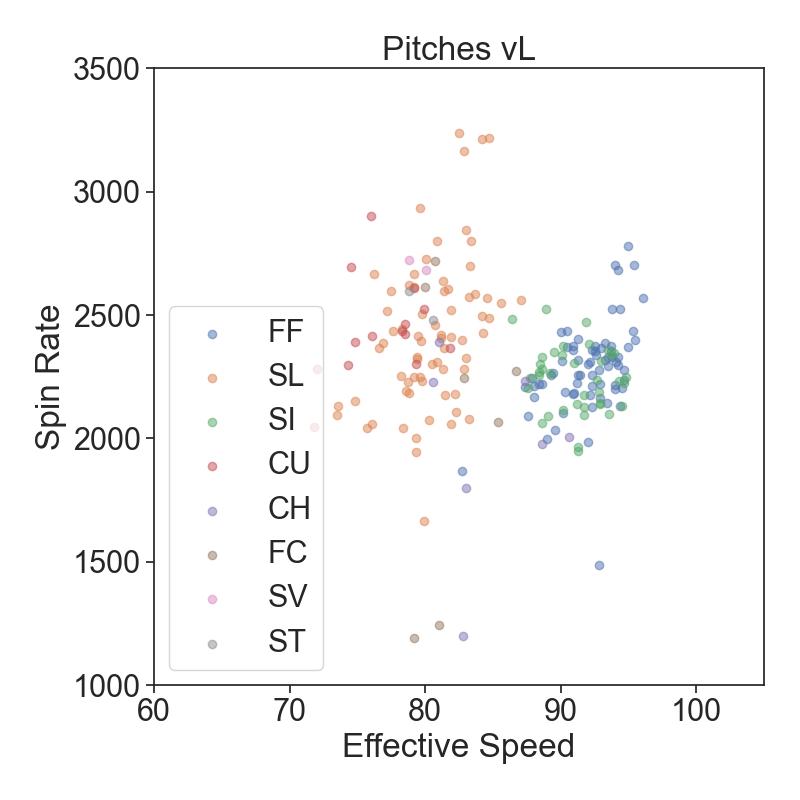 Pitches vL
3500
3000
2500
2000
1500
1000
Spin Rate
FF
SL
SI
CU
CH
FC
SV
ST
60 70 80 90 100
Effective Speed